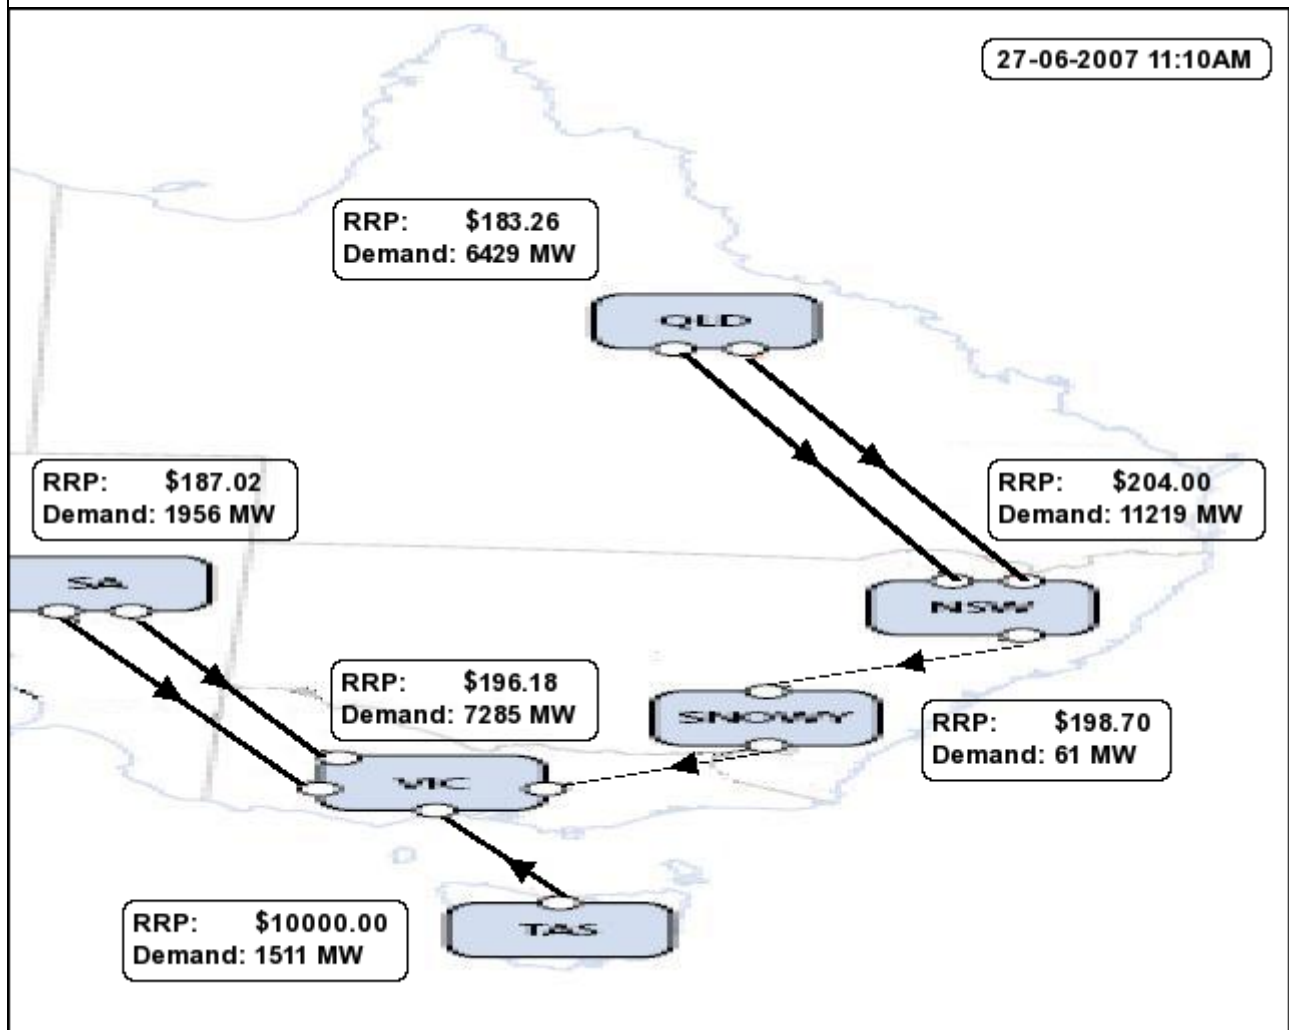 27-06-2007 11:10AM
RRP: $183.26
Demand: 6429 MW
QLD
RRP: $187.02
Demand: 1956 MW
RRP: $204.00
Demand: 11219 MW
SA
NSW
RRP: $196.18
Demand: 7285 MW
SNOWY
RRP: $198.70
Demand: 61 MW
VIC
RRP: $10000.00
Demand: 1511 MW
TAS